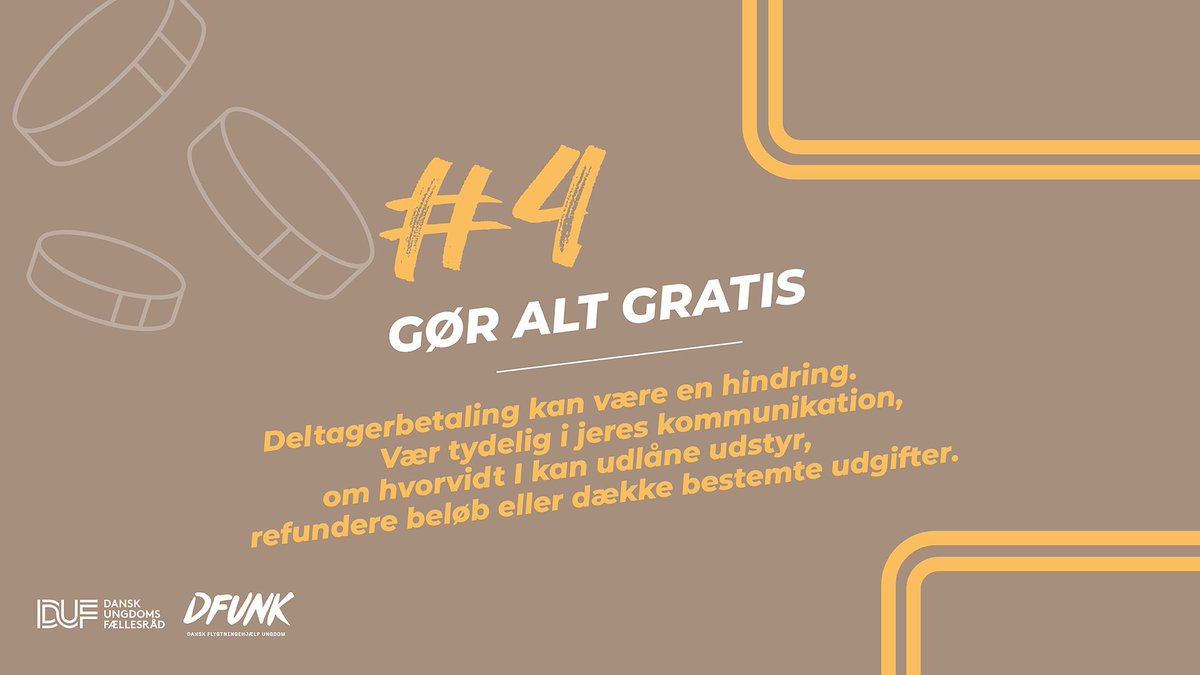 #4
GØR ALT GRATIS
Deltagerbetaling kan være en hindring.
Vær tydelig i jeres kommunikation,
om hvorvidt I kan udlåne udstyr,
refundere beløb eller dække bestemte udgifter.
DUF
DANSK
UNGDOMS
FÆLLESRÅD
DFUNK
DANSK FLYGTNINGEHJÆLP UNGDOM